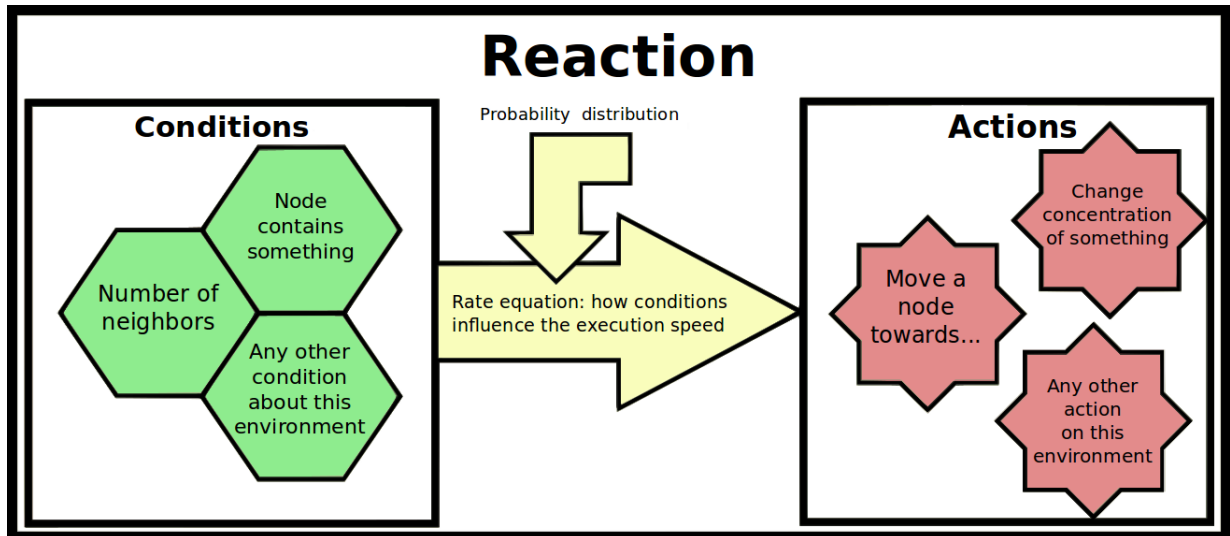 Reaction
Conditions
Node
contains
something
Number of
neighbors
Any other
condition
about this
environment
Probability distribution
Rate equation: how conditions
influence the execution speed
Actions
Change
concentration
of something
Move a
node
towards...
Any other
action
on this
environment